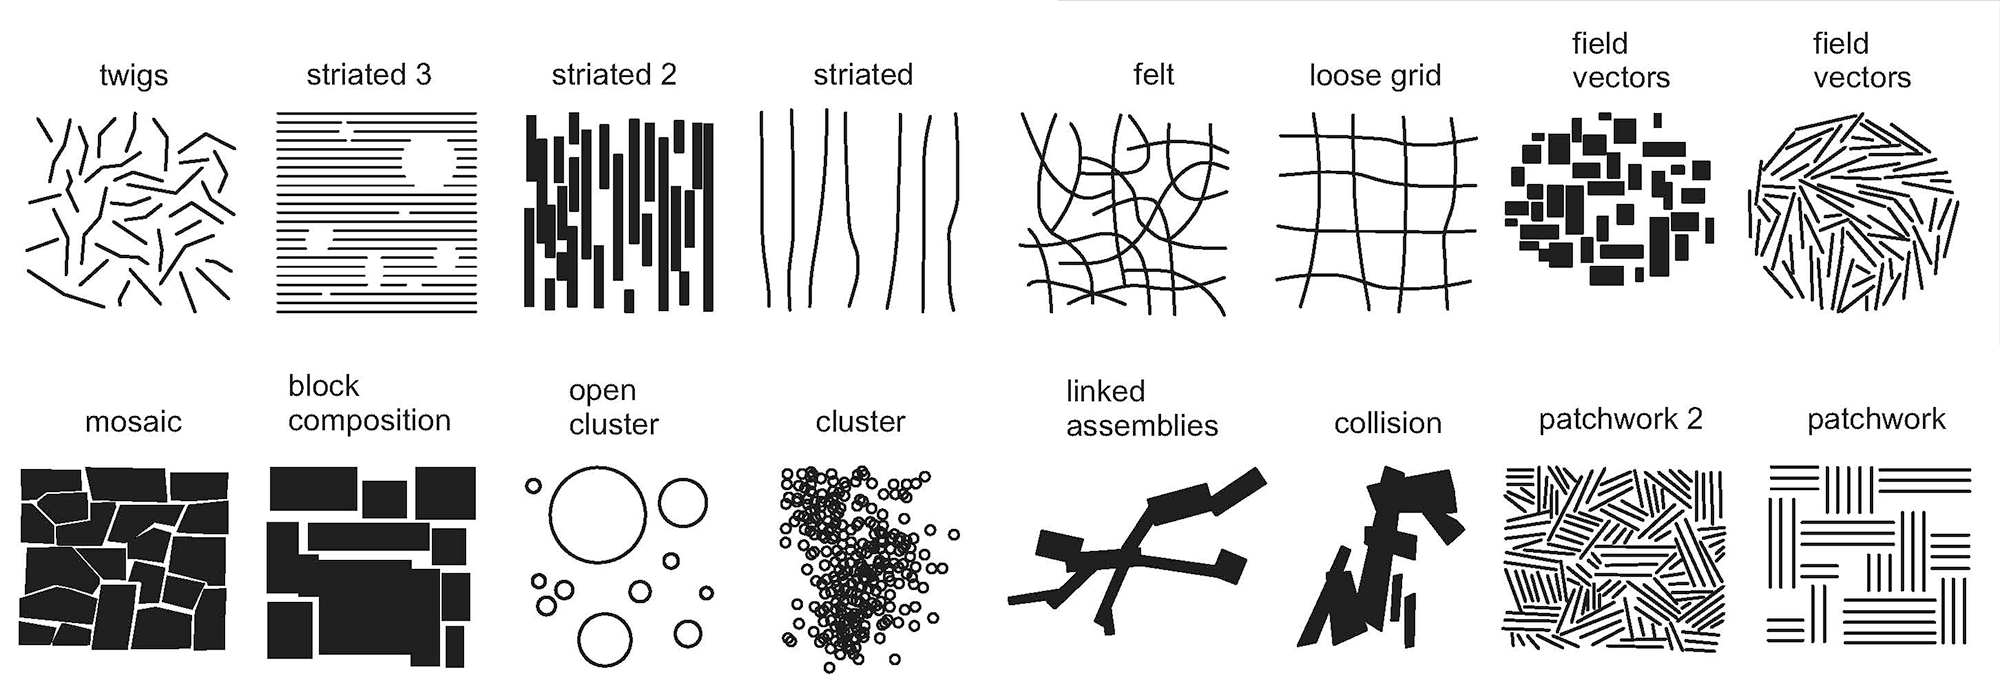 twigs
striated 3
striated 2
striated
felt
loose grid
field
vectors
field
vectors
mosaic
block
composition
open
cluster
cluster
linked
assemblies
collision
patchwork 2
patchwork